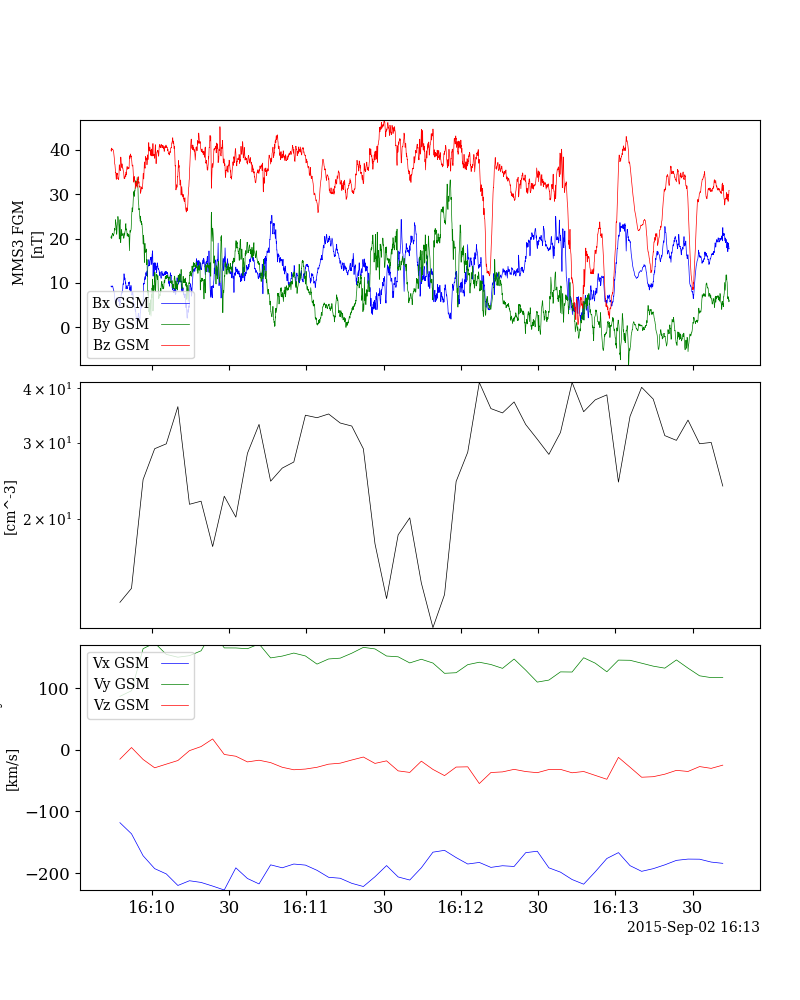 40
30
20
10
0
MMS3 FGM
[nT]
Bx GSM
By GSM
Bz GSM
4 × 10¹
3 × 10¹
2 × 10¹
[cm^-3]
Vx GSM
Vy GSM
Vz GSM
100
0
−100
−200
[km/s]
16:10 30 16:11 30 16:12 30 16:13 30
2015-Sep-02 16:13